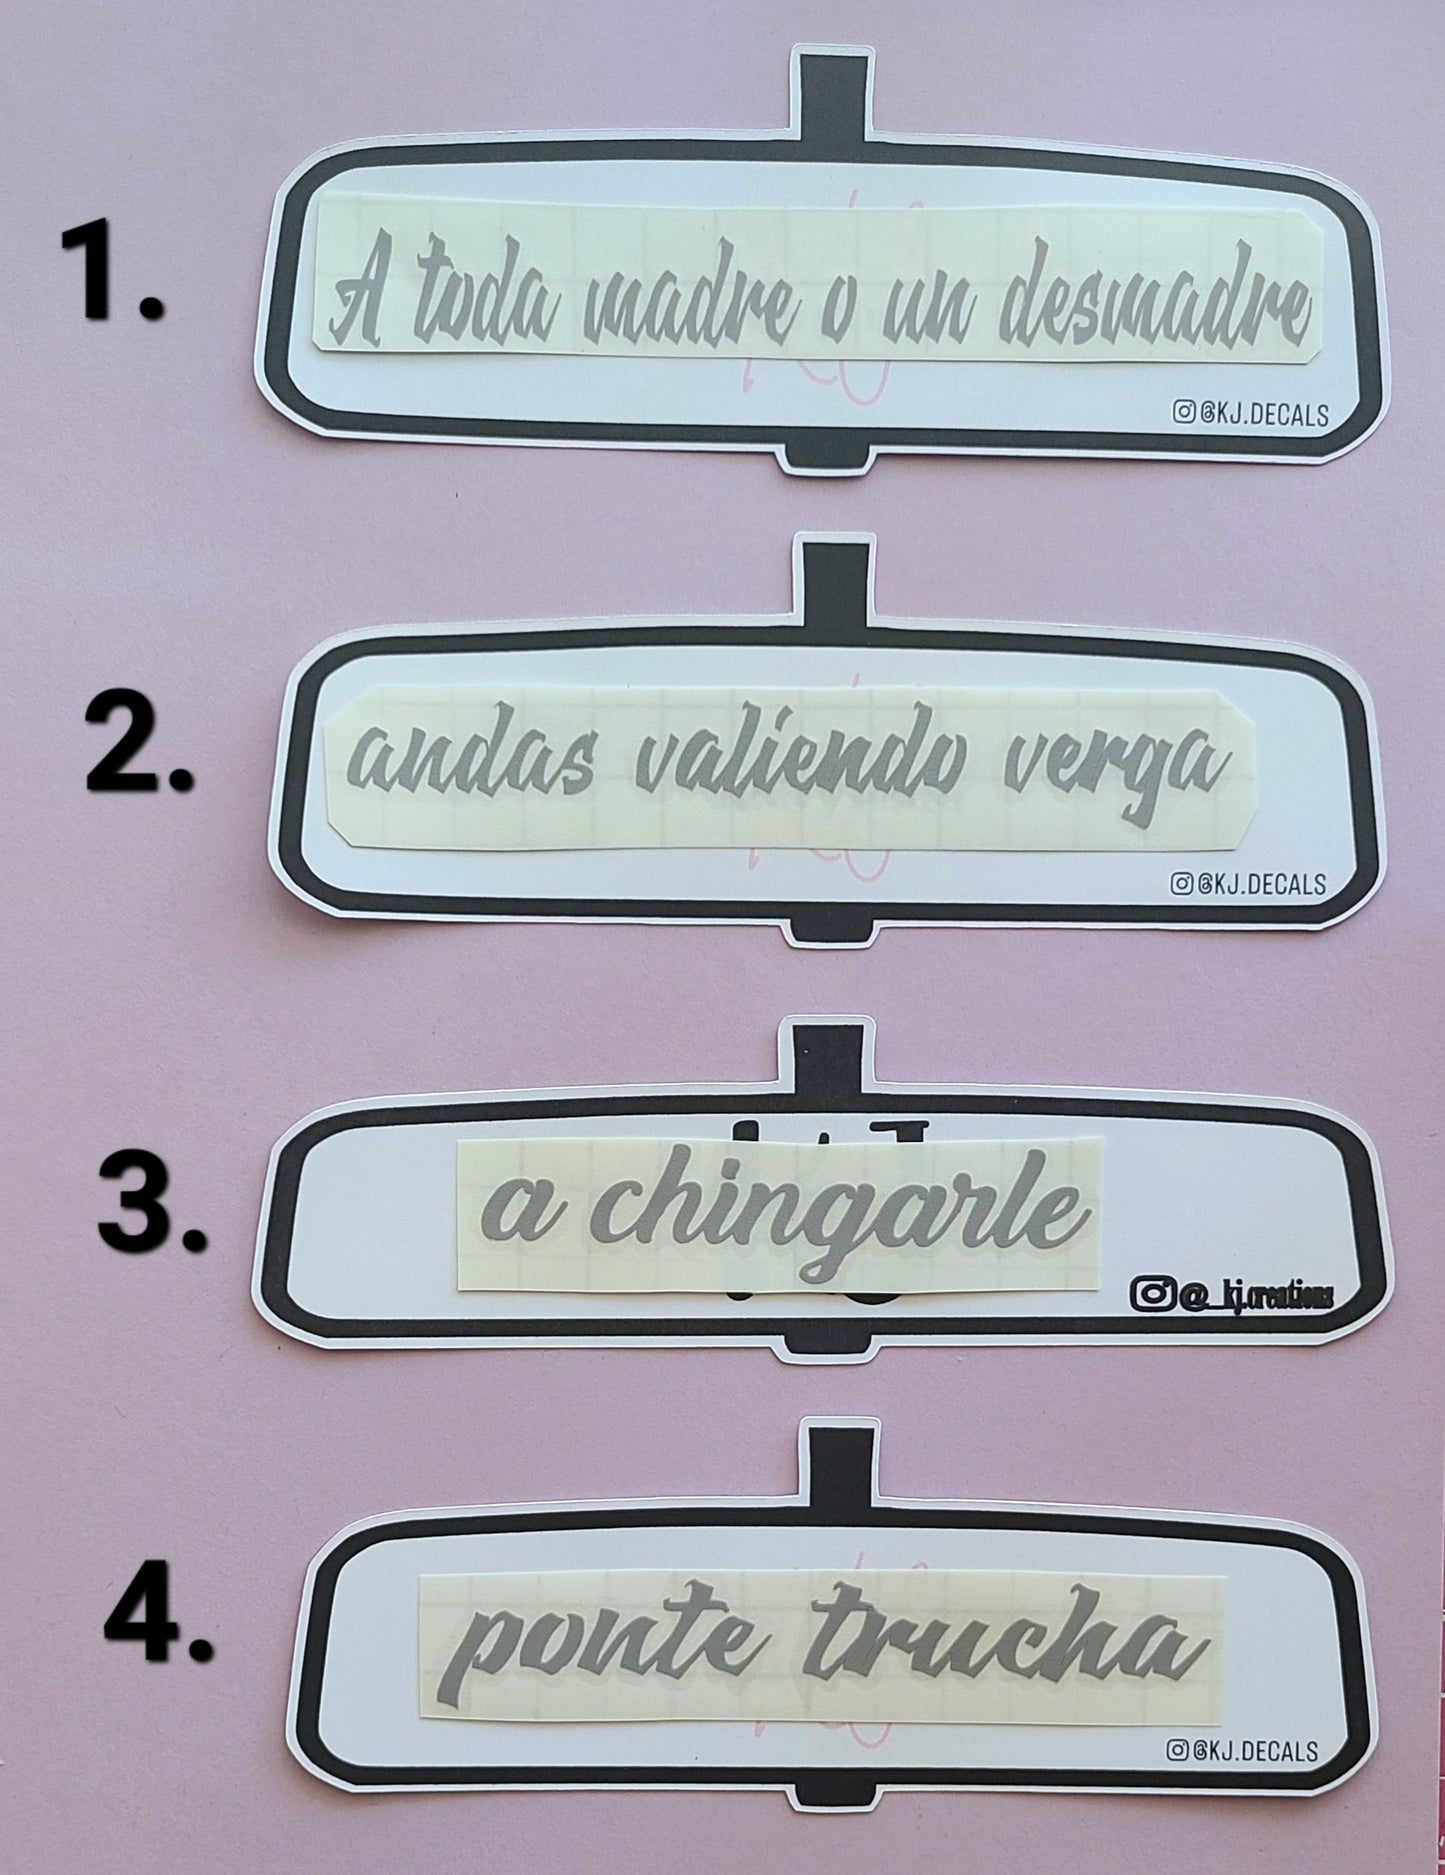 1.
A toda madre o un desmadre
@KJ.DECALS
2.
andas valiendo verga
@KJ.DECALS
3.
a chingarle
@_kj.creations
4.
ponte trucha
@KJ.DECALS